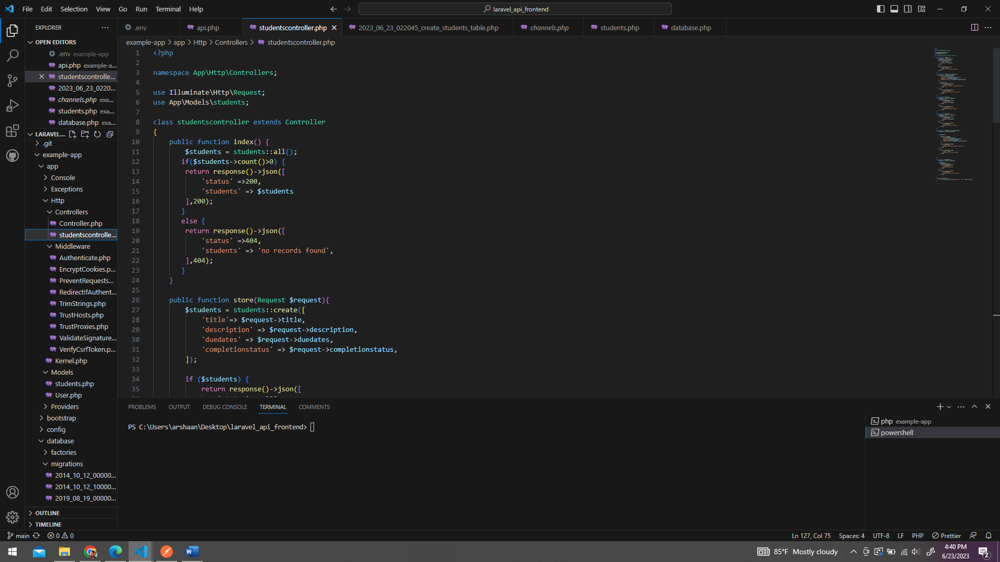 File Edit Selection View Go Run Terminal Help
laravel_api_frontend
EXPLORER
OPEN EDITORS
.env example-app
api.php example-a...
studentscontrolle...
2023_06_23_0220...
channels.php exa...
students.php exa...
database.php exa...
LARAVEL...
.git
example-app
app
Console
Exceptions
Http
Controllers
Controller.php
studentscontrolle...
Middleware
Authenticate.php
EncryptCookies.p...
PreventRequests...
RedirectIfAuthent...
TrimStrings.php
TrustHosts.php
TrustProxies.php
ValidateSignature...
VerifyCsrfToken.p...
Kernel.php
Models
students.php
User.php
Providers
bootstrap
config
database
factories
migrations
2014_10_12_00000...
2014_10_12_10000...
2019_08_19_00000...
OUTLINE
TIMELINE
.env api.php studentscontroller.php 2023_06_23_022045_create_students_table.php channels.php students.php database.php
example-app > app > Http > Controllers > studentscontroller.php
1 <?php
2
3 namespace App\Http\Controllers;
4
5 use Illuminate\Http\Request;
6 use App\Models\students;
7
8 class studentscontroller extends Controller
9 {
10 public function index() {
11 $students = students::all();
12 if($students->count()>0) {
13 return response()->json([
14 'status' =>200,
15 'students' => $students
16 ],200);
17 }
18 else {
19 return response()->json([
20 'status' =>404,
21 'students' => 'no records found',
22 ],404);
23 }
24 }
25
26 public function store(Request $request){
27 $students = students::create([
28 'title'=> $request->title,
29 'description' => $request->description,
30 'duedates' => $request->duedates,
31 'completionstatus' => $request->completionstatus,
32 ]);
33
34 if ($students) {
35 return response()->json([
PROBLEMS OUTPUT DEBUG CONSOLE TERMINAL COMMENTS
PS C:\Users\arshaan\Desktop\laravel_api_frontend>
php example-app
powershell
main 0 0
Ln 127, Col 75 Spaces: 4 UTF-8 LF PHP Prettier
85°F Mostly cloudy
4:40 PM
6/23/2023
2